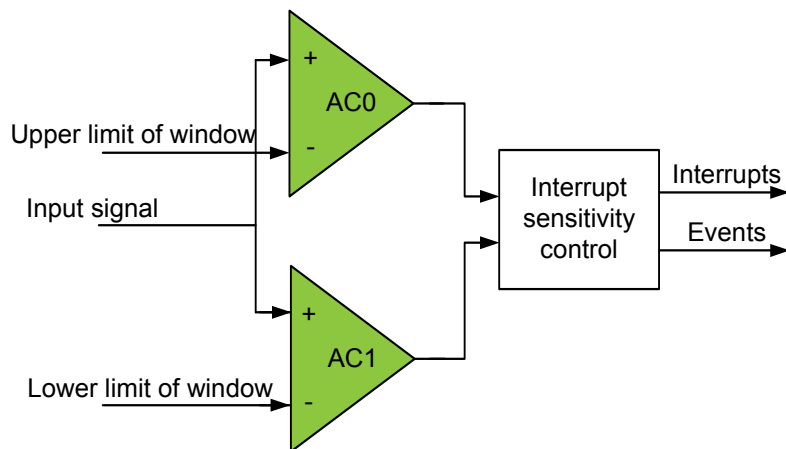 +
AC0
-
Upper limit of window
Input signal
Interrupt
sensitivity
control
Interrupts
Events
+
AC1
-
Lower limit of window